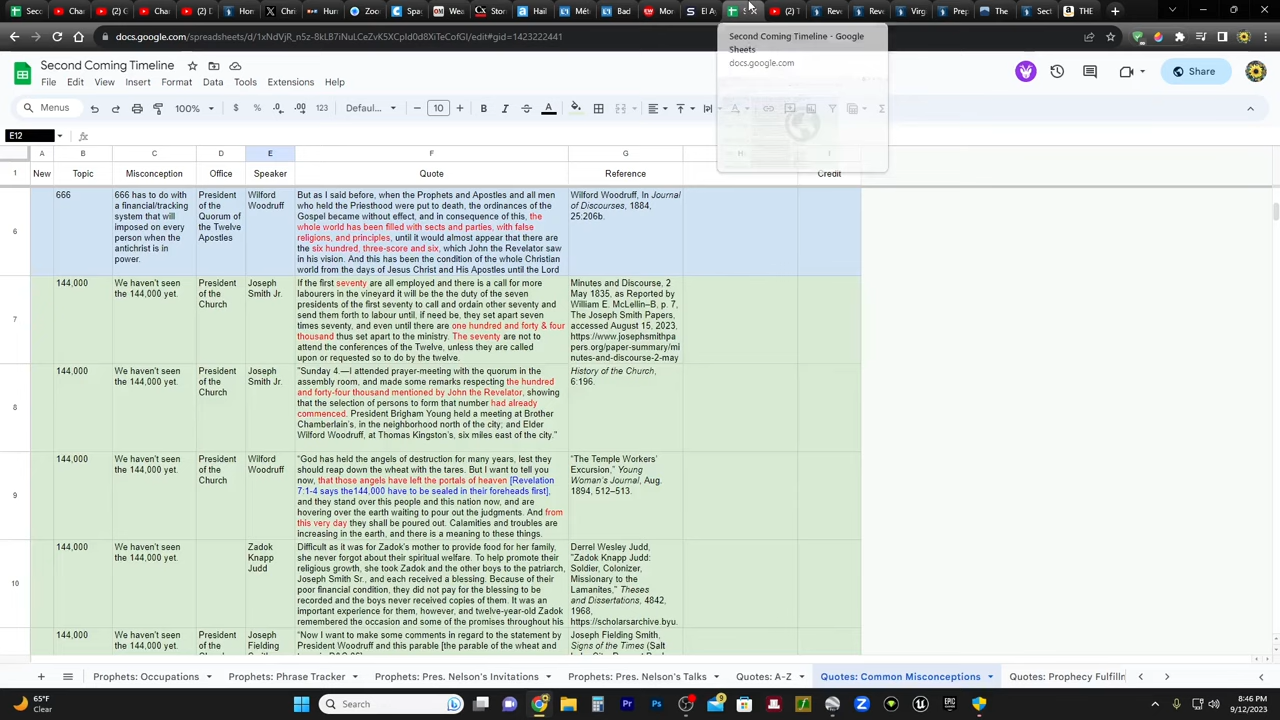 Hor
Chri
Hurr
Zoo
Spac
Wea
Stor
Hail
Bad
Mor
El A
S
Rev
Rev
Virg
Prep
The
Sect
THE
docs.google.com/spreadsheets/d/1xNdVjR_n5z-8kLB7iNuLCeZvK5XCpId0d8XiTeCofGI/edit#gid=1423222441
Second Coming Timeline - Google
Sheets
docs.google.com
Second Coming Timeline
File Edit View Insert Format Data Tools Extensions Help
Share
Menus 100% $ % .0 .00 123 Defaul... 10 B I A
E12 fx
A B C D E F G H I
1 New Topic Misconception Office Speaker Quote Reference Credit
6
666
666 has to do with
a financial/tracking
system that will
imposed on every
person when the
antichrist is in
power.
President
of the
Quorum of
the Twelve
Apostles
Wilford
Woodruff
But as I said before, when the Prophets and Apostles and all men
who held the Priesthood were put to death, the ordinances of the
Gospel became without effect, and in consequence of this, the
whole world has been filled with sects and parties, with false
religions, and principles, until it would almost appear that there are
the six hundred, three-score and six, which John the Revelator saw
in his vision. And this has been the condition of the whole Christian
world from the days of Jesus Christ and His Apostles until the Lord
Wilford Woodruff, In Journal
of Discourses, 1884,
25:206b.
7
144,000
We haven't seen
the 144,000 yet.
President
of the
Church
Joseph
Smith Jr.
If the first seventy are all employed and there is a call for more
labourers in the vineyard it will be the the duty of the seven
presidents of the first seventy to call and ordain other seventy and
send them forth to labour until, if need be, they set apart seven
times seventy, and even until there are one hundred and forty & four
thousand thus set apart to the ministry. The seventy are not to
attend the conferences of the Twelve, unless they are called
upon or requested so to do by the twelve.
Minutes and Discourse, 2
May 1835, as Reported by
William E. McLellin–B, p. 7,
The Joseph Smith Papers,
accessed August 15, 2023,
https://www.josephsmithpa
pers.org/paper-summary/mi
nutes-and-discourse-2-may
8
144,000
We haven't seen
the 144,000 yet.
President
of the
Church
Joseph
Smith Jr.
"Sunday 4.—I attended prayer-meeting with the quorum in the
assembly room, and made some remarks respecting the hundred
and forty-four thousand mentioned by John the Revelator, showing
that the selection of persons to form that number had already
commenced. President Brigham Young held a meeting at Brother
Chamberlain's, in the neighborhood north of the city; and Elder
Wilford Woodruff, at Thomas Kingston's, six miles east of the city."
History of the Church,
6:196.
9
144,000
We haven't seen
the 144,000 yet.
President
of the
Church
Wilford
Woodruff
"God has held the angels of destruction for many years, lest they
should reap down the wheat with the tares. But I want to tell you
now, that those angels have left the portals of heaven [Revelation
7:1-4 says the144,000 have to be sealed in their foreheads first],
and they stand over this people and this nation now, and are
hovering over the earth waiting to pour out the judgments. And from
this very day they shall be poured out. Calamities and troubles are
increasing in the earth, and there is a meaning to these things.
"The Temple Workers'
Excursion," Young
Woman's Journal, Aug.
1894, 512–513.
10
144,000
We haven't seen
the 144,000 yet.
Zadok
Knapp
Judd
Difficult as it was for Zadok's mother to provide food for her family,
she never forgot about their spiritual welfare. To help promote their
religious growth, she took Zadok and the other boys to the patriarch,
Joseph Smith Sr., and each received a blessing. Because of their
poor financial condition, they did not pay for the blessing to be
recorded and the boys never received copies of them. It was an
important experience for them, however, and twelve-year-old Zadok
remembered the occasion and some of the promises throughout his
Derrel Wesley Judd,
"Zadok Knapp Judd:
Soldier, Colonizer,
Missionary to the
Lamanites," Theses
and Dissertations, 4842,
1968,
https://scholarsarchive.byu.
144,000
We haven't seen
the 144,000 yet.
President
of the
Joseph
Fielding
"Now I want to make some comments in regard to the statement by
President Woodruff and this parable [the parable of the wheat and
Joseph Fielding Smith,
Signs of the Times (Salt
Prophets: Occupations Prophets: Phrase Tracker Prophets: Pres. Nelson's Invitations Prophets: Pres. Nelson's Talks Quotes: A-Z Quotes: Common Misconceptions Quotes: Prophecy Fulfilln
65°F
Clear
Search
8:46 PM
9/12/2023